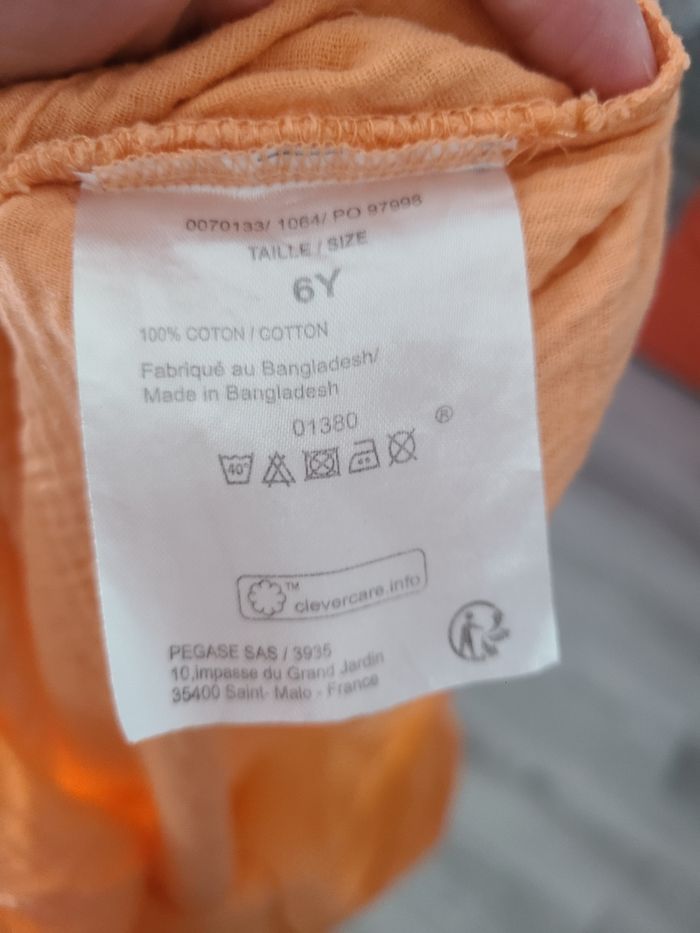 0070133/ 1064/ PO 97998
TAILLE / SIZE
6Y
100% COTON / COTTON
Fabriqué au Bangladesh/
Made in Bangladesh
01380
®
40°
TM
clevercare.info
PEGASE SAS / 3935
10,impasse du Grand Jardin
35400 Saint- Malo - France